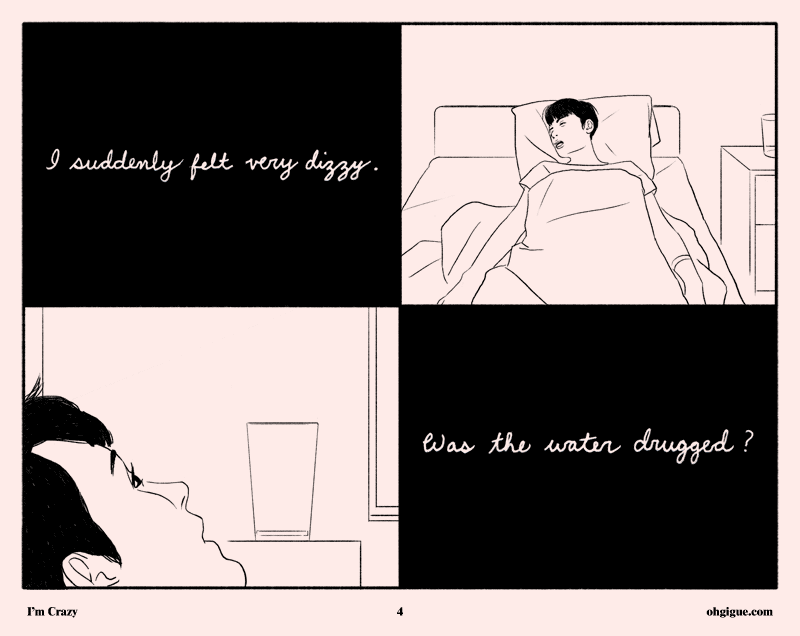 I suddenly felt very dizzy.
Was the water drugged?
I'm Crazy
4
ohgigue.com